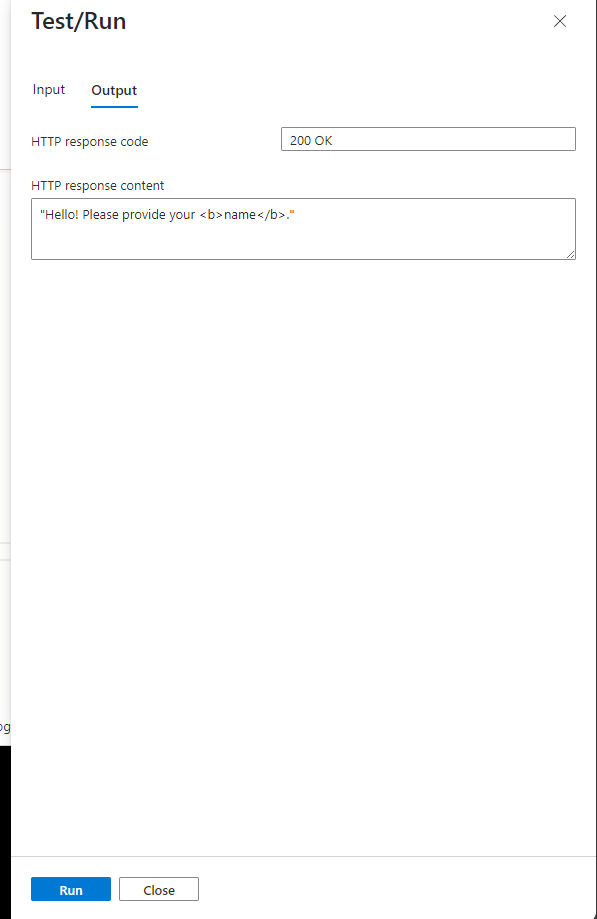 Test/Run
Input
Output
HTTP response code
200 OK
HTTP response content
"Hello! Please provide your <b>name</b>."
og
Run
Close